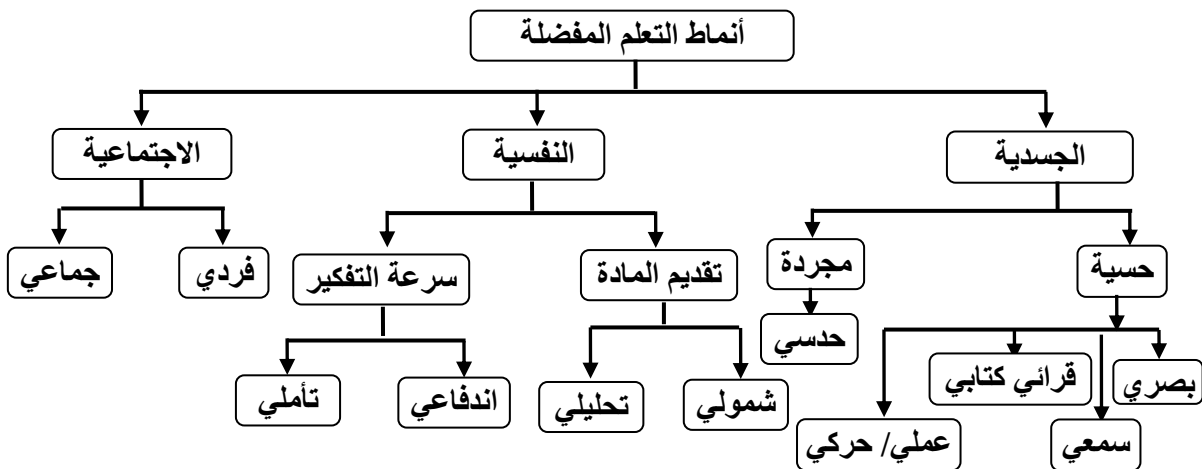 أنماط التعلم المفضلة
الجسدية
النفسية
الاجتماعية
حسية
مجردة
تقديم المادة
سرعة التفكير
فردي
جماعي
حدسي
بصري
قرائي كتابي
سمعي
عملي/ حركي
شمولي
تحليلي
اندفاعي
تأملي